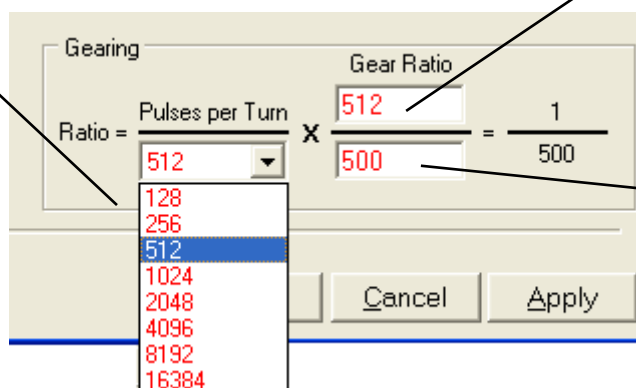 Gearing
Gear Ratio
Pulses per Turn 512 1
Ratio = X =
512 500 500
128
256
512
1024
2048
4096
8192
16384
Cancel Apply